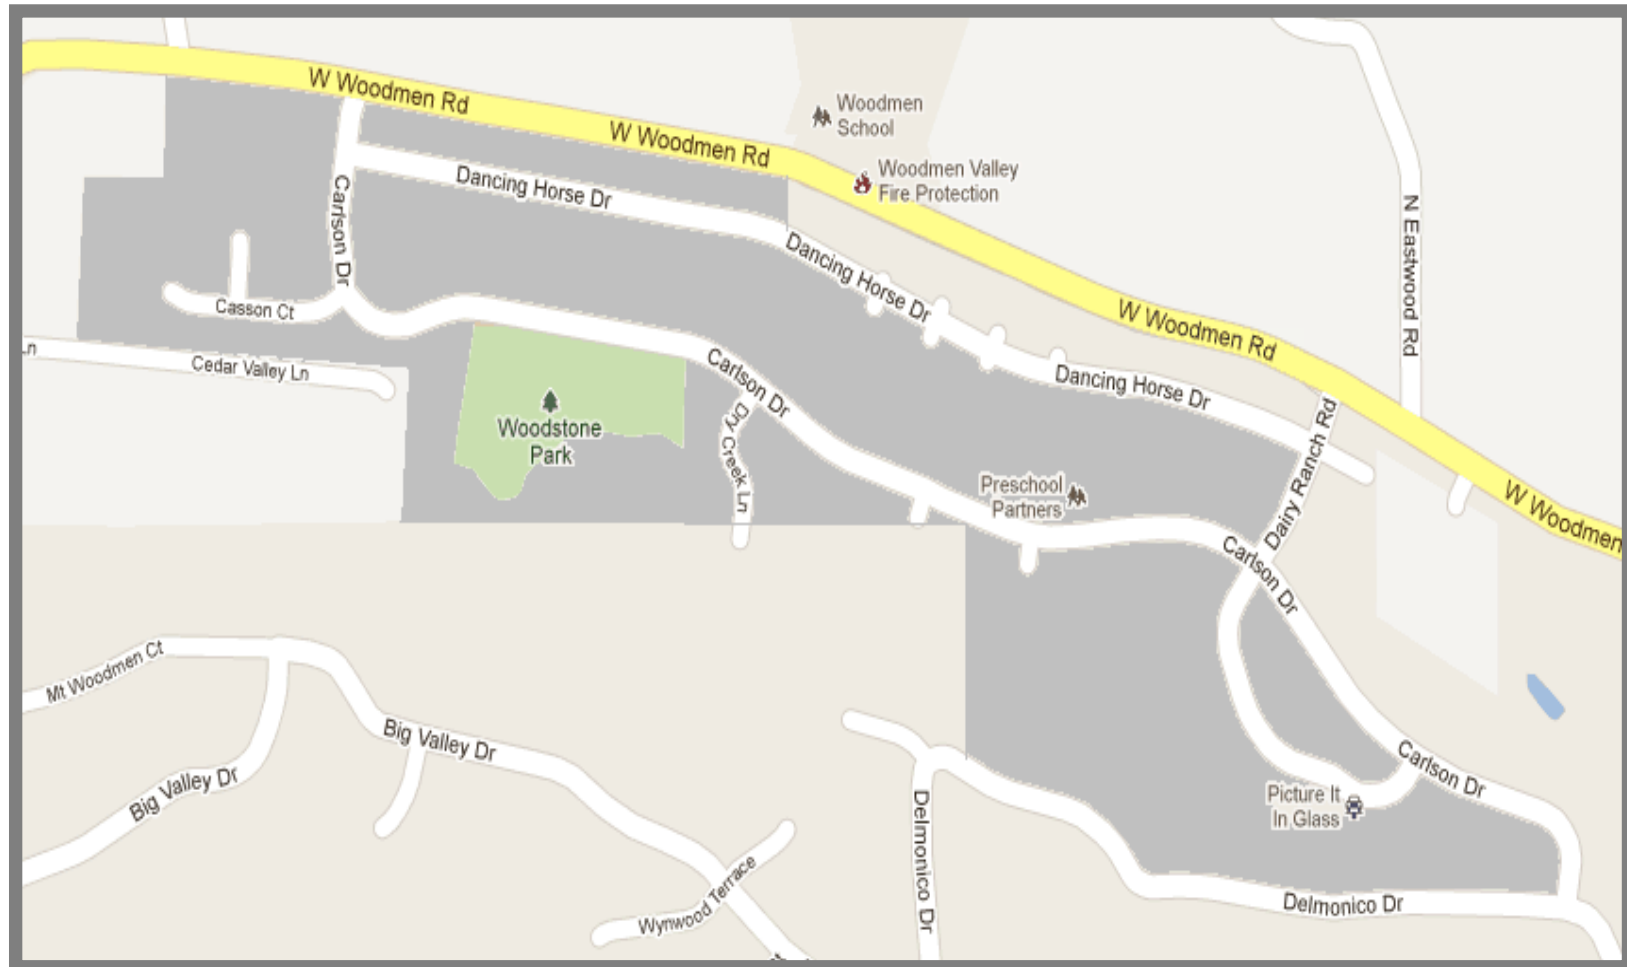 W Woodmen Rd
W Woodmen Rd
Woodmen
School
Woodmen Valley
Fire Protection
Dancing Horse Dr
Carlson Dr
N Eastwood Rd
Dancing Horse Dr
Casson Ct
W Woodmen Rd
Ln
Cedar Valley Ln
Carlson Dr
Dancing Horse Dr
Woodstone
Park
Dry Creek Ln
Dairy Ranch Rd
Preschool
Partners
W Woodmen
Carlson Dr
Mt Woodmen Ct
Big Valley Dr
Big Valley Dr
Carlson Dr
Picture It
In Glass
Delmonico Dr
Wynwood Terrace
Delmonico Dr